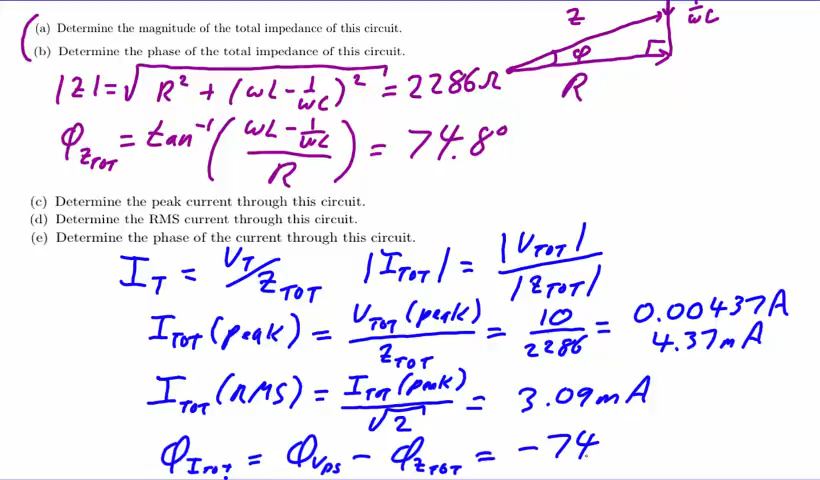 (a) Determine the magnitude of the total impedance of this circuit.
(b) Determine the phase of the total impedance of this circuit.
Z
1/ωC
φ
R
|Z| = √(R² + (ωL - 1/ωC)²) = 2286Ω
φ_ZTOT = tan⁻¹((ωL - 1/ωC)/R) = 74.8°
(c) Determine the peak current through this circuit.
(d) Determine the RMS current through this circuit.
(e) Determine the phase of the current through this circuit.
I_T = V_T/Z_TOT |I_TOT| = |V_TOT|/|Z_TOT|
I_TOT(peak) = V_TOT(peak)/Z_TOT = 10/2286 = 0.00437A
4.37mA
I_TOT(RMS) = I_TOT(peak)/√2 = 3.09mA
φ_ITOT = φ_VPS - φ_ZTOT = -74.